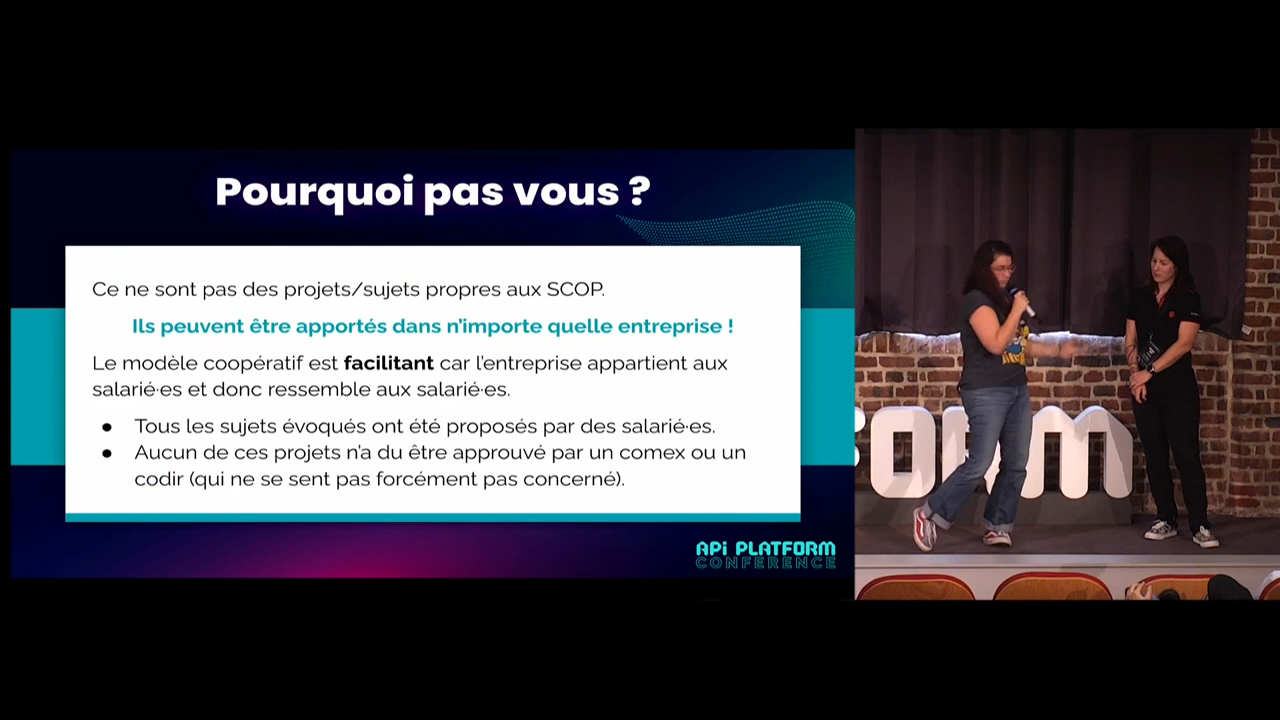 Pourquoi pas vous ?
Ce ne sont pas des projets/sujets propres aux SCOP.
Ils peuvent être apportés dans n'importe quelle entreprise !
Le modèle coopératif est facilitant car l'entreprise appartient aux
salarié·es et donc ressemble aux salarié·es.
● Tous les sujets évoqués ont été proposés par des salarié·es.
● Aucun de ces projets n'a du être approuvé par un comex ou un
codir (qui ne se sent pas forcément pas concerné).
APi PLATFORM
CONFERENCE
FORM